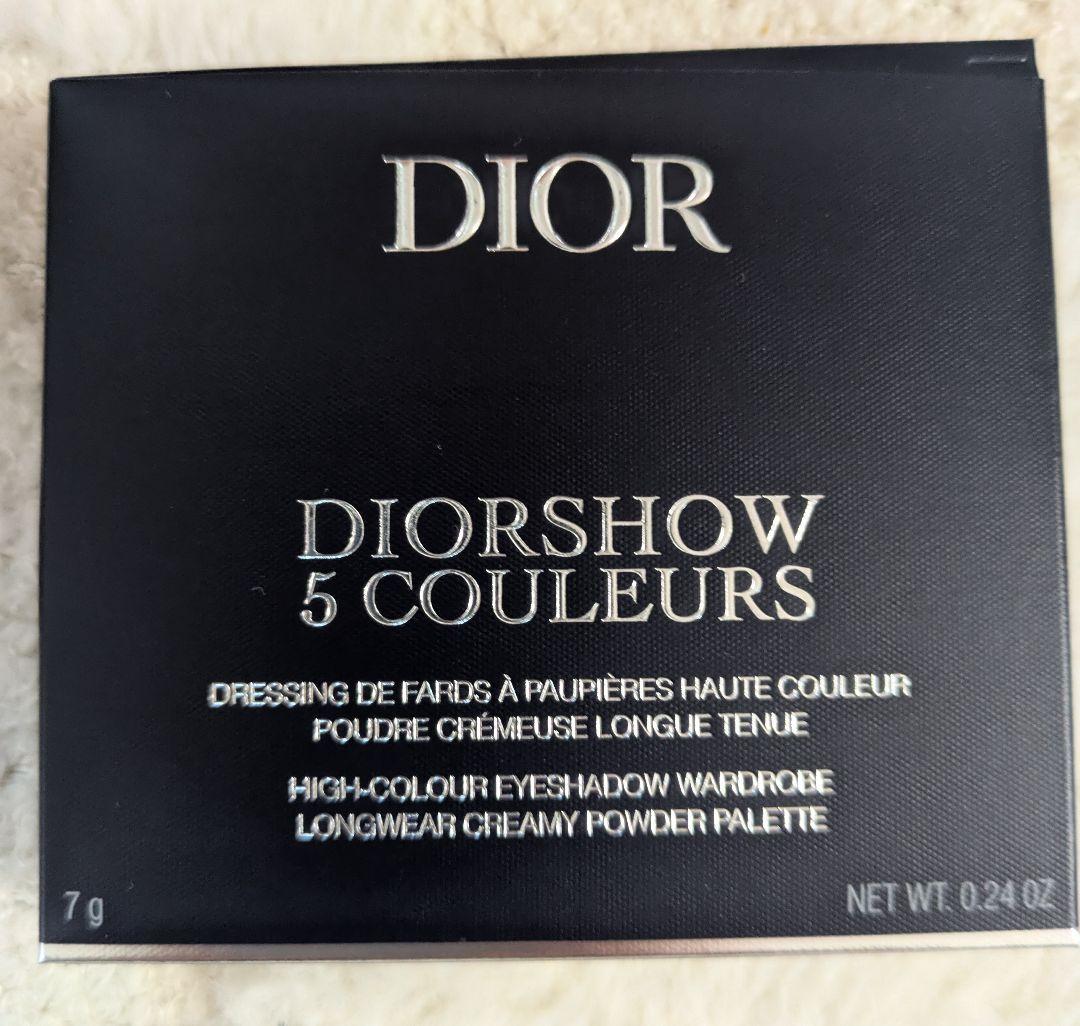 DIOR
DIORSHOW
5 COULEURS
DRESSING DE FARDS À PAUPIÈRES HAUTE COULEUR
POUDRE CRÉMEUSE LONGUE TENUE
HIGH-COLOUR EYESHADOW WARDROBE
LONGWEAR CREAMY POWDER PALETTE
7 g NET WT. 0.24 OZ